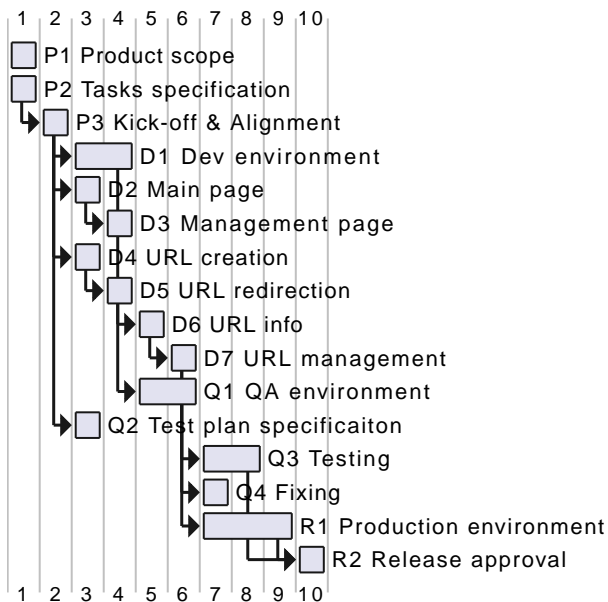 1 2 3 4 5 6 7 8 9 10
P1 Product scope
P2 Tasks specification
P3 Kick-off & Alignment
D1 Dev environment
D2 Main page
D3 Management page
D4 URL creation
D5 URL redirection
D6 URL info
D7 URL management
Q1 QA environment
Q2 Test plan specificaiton
Q3 Testing
Q4 Fixing
R1 Production environment
R2 Release approval
1 2 3 4 5 6 7 8 9 10